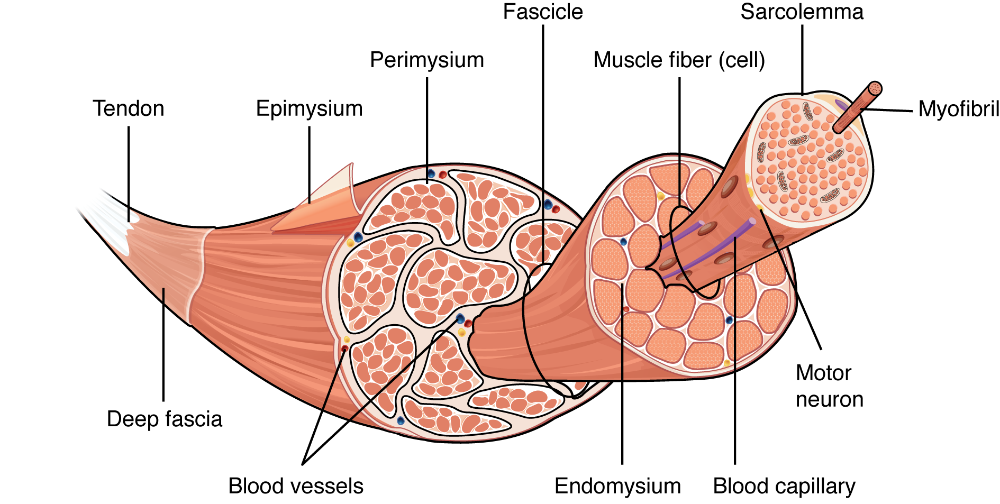 Fascicle
Sarcolemma
Perimysium
Muscle fiber (cell)
Tendon
Epimysium
Myofibril
Motor
neuron
Deep fascia
Blood vessels
Endomysium
Blood capillary